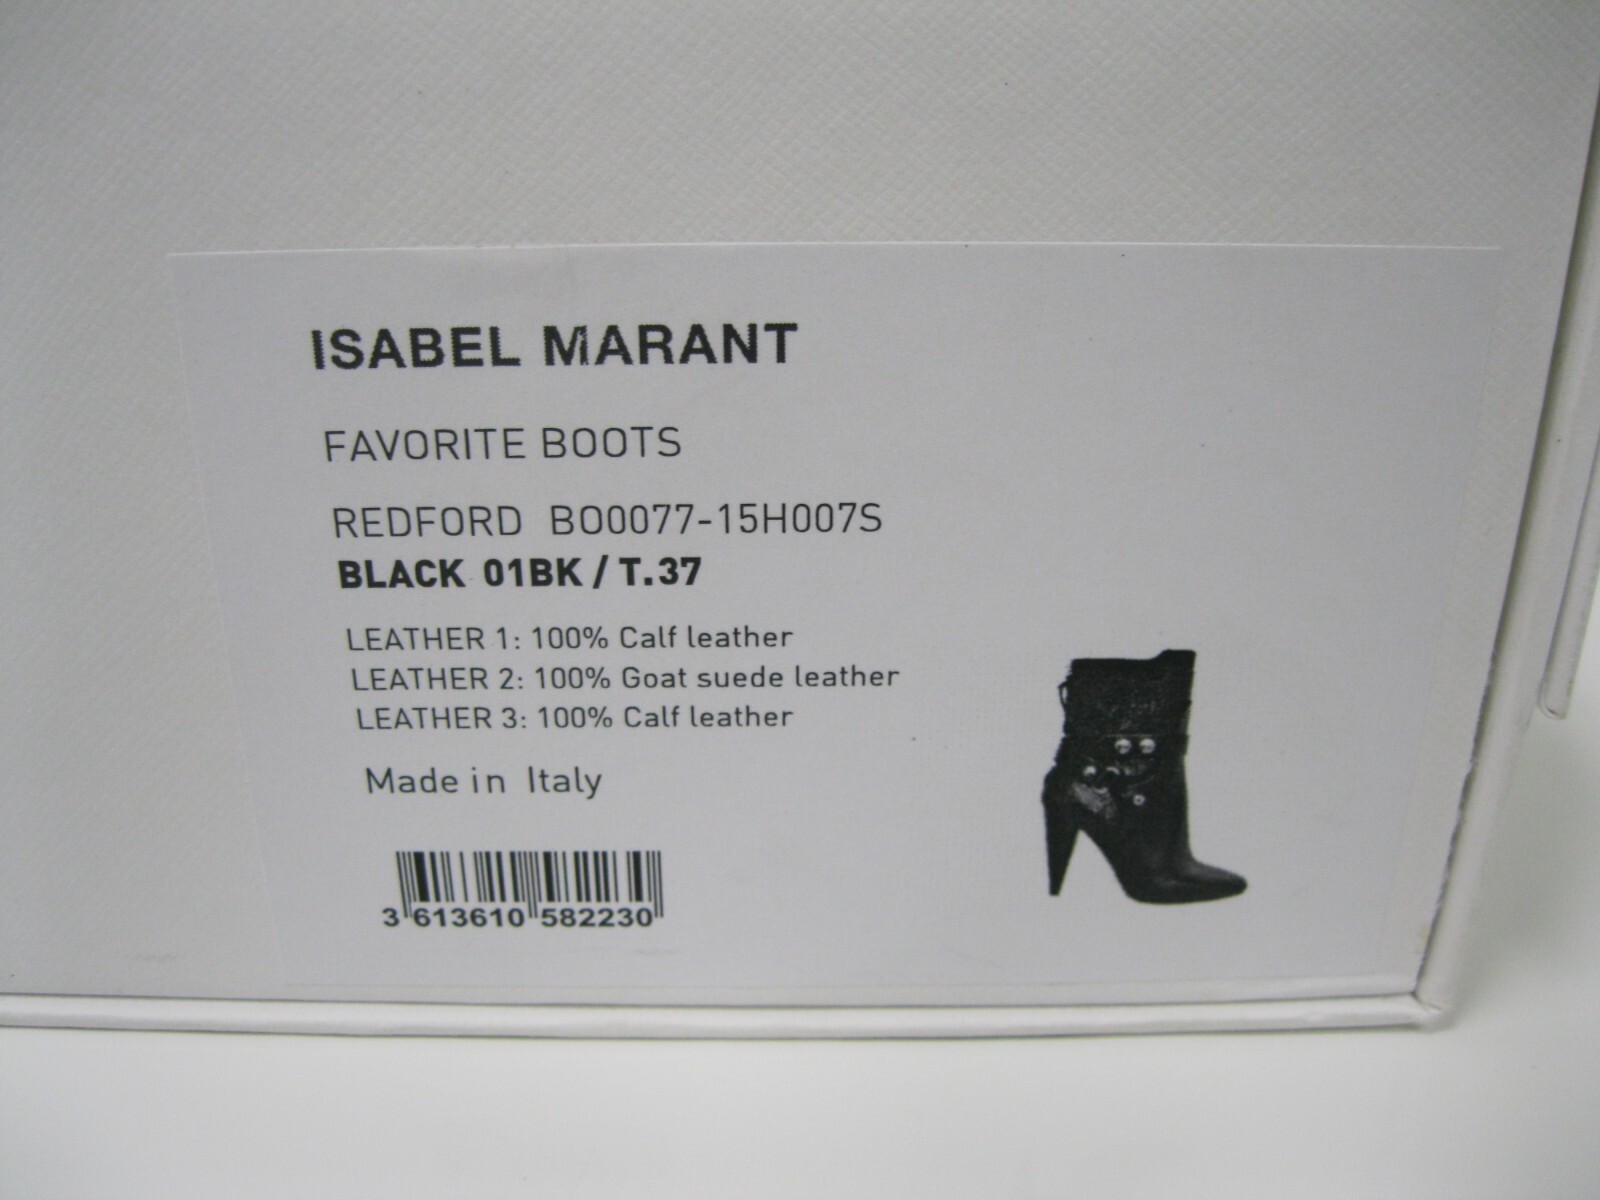 ISABEL MARANT
FAVORITE BOOTS
REDFORD BO0077-15H007S
BLACK 01BK / T.37
LEATHER 1: 100% Calf leather
LEATHER 2: 100% Goat suede leather
LEATHER 3: 100% Calf leather
Made in Italy
3 613610 582230